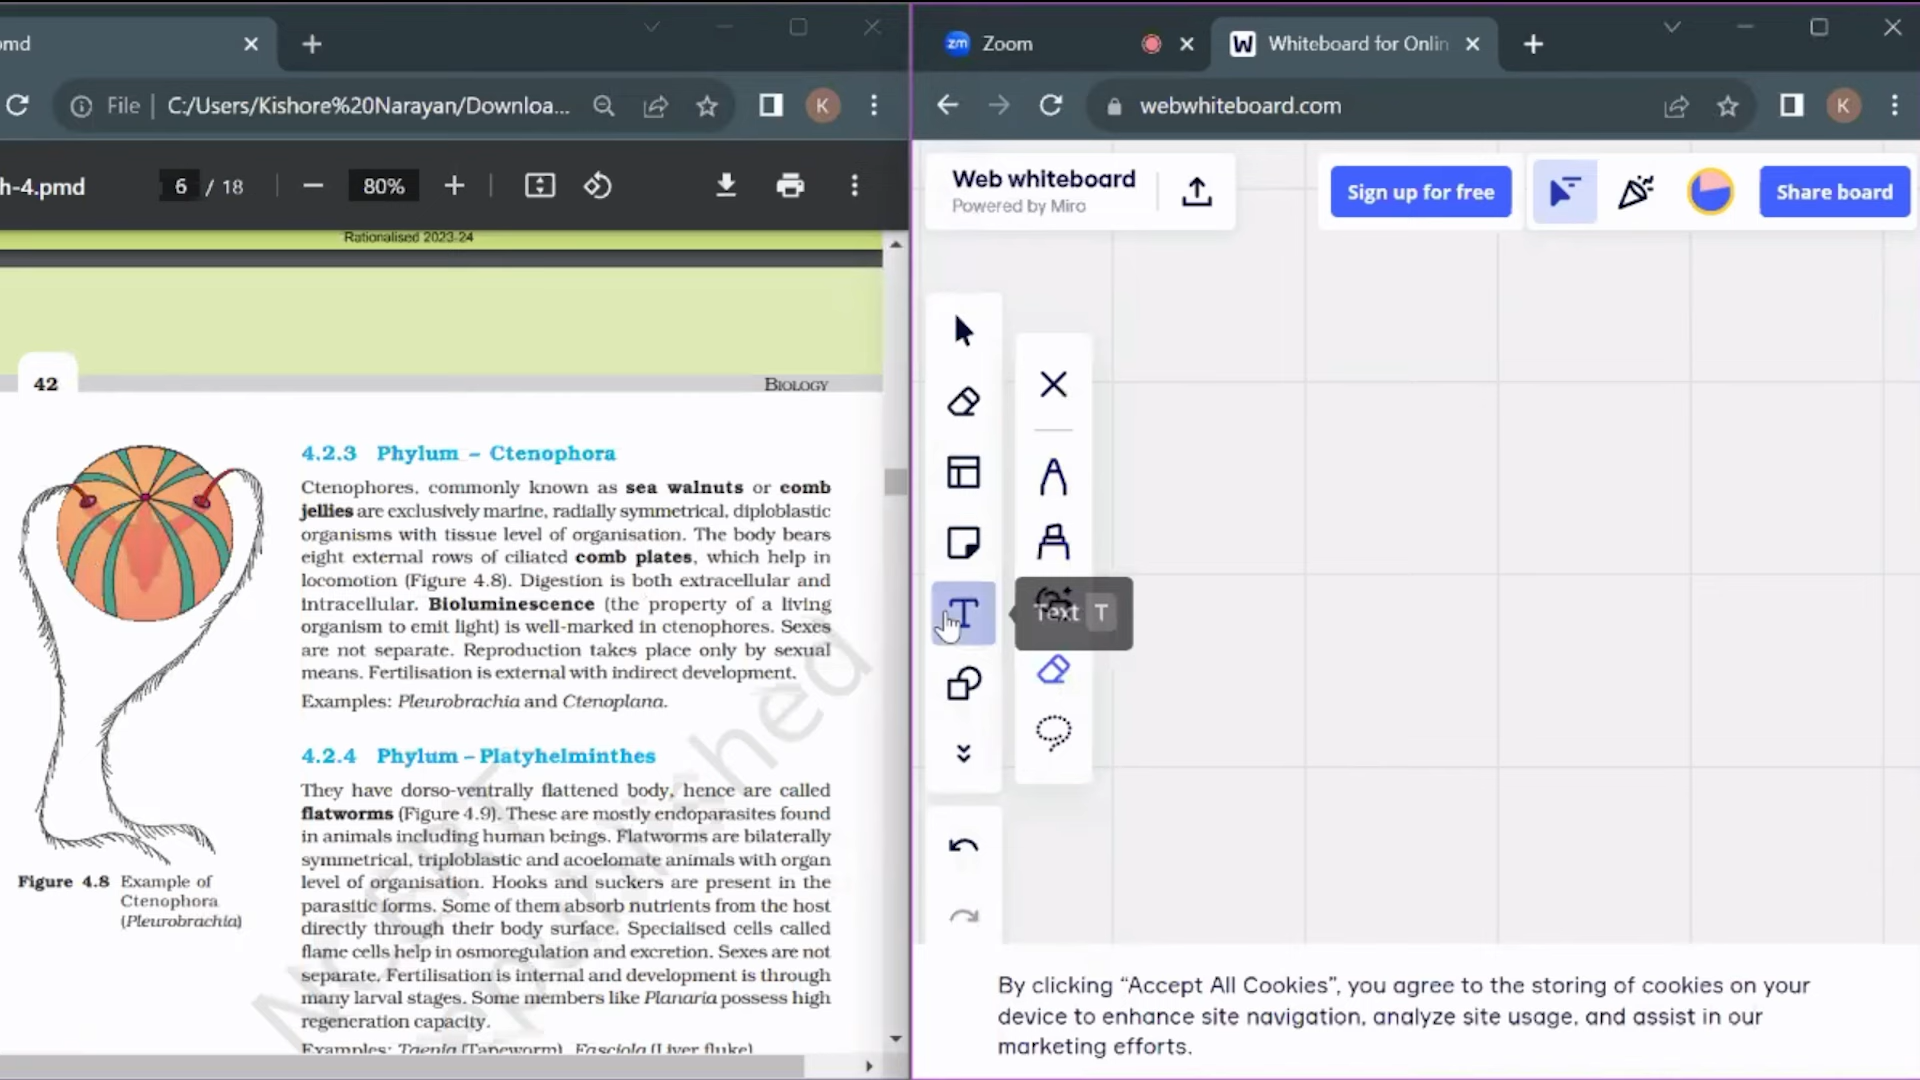 omd
Zoom
Whiteboard for Onlin
File
C:/Users/Kishore%20Narayan/Downloa...
K
webwhiteboard.com
K
h-4.pmd
6 / 18
80%
Web whiteboard
Powered by Miro
Sign up for free
Share board
Rationalised 2023-24
42
BIOLOGY
4.2.3 Phylum – Ctenophora
Ctenophores, commonly known as sea walnuts or comb
jellies are exclusively marine, radially symmetrical, diploblastic
organisms with tissue level of organisation. The body bears
eight external rows of ciliated comb plates, which help in
locomotion (Figure 4.8). Digestion is both extracellular and
intracellular. Bioluminescence (the property of a living
organism to emit light) is well-marked in ctenophores. Sexes
are not separate. Reproduction takes place only by sexual
means. Fertilisation is external with indirect development.
Examples: Pleurobrachia and Ctenoplana.
4.2.4 Phylum – Platyhelminthes
They have dorso-ventrally flattened body, hence are called
flatworms (Figure 4.9). These are mostly endoparasites found
in animals including human beings. Flatworms are bilaterally
symmetrical, triploblastic and acoelomate animals with organ
level of organisation. Hooks and suckers are present in the
parasitic forms. Some of them absorb nutrients from the host
directly through their body surface. Specialised cells called
flame cells help in osmoregulation and excretion. Sexes are not
separate. Fertilisation is internal and development is through
many larval stages. Some members like Planaria possess high
regeneration capacity.
Examples: Taenia (Tapeworm), Fasciola (Liver fluke)
Figure 4.8 Example of
Ctenophora
(Pleurobrachia)
Text T
By clicking “Accept All Cookies”, you agree to the storing of cookies on your
device to enhance site navigation, analyze site usage, and assist in our
marketing efforts.